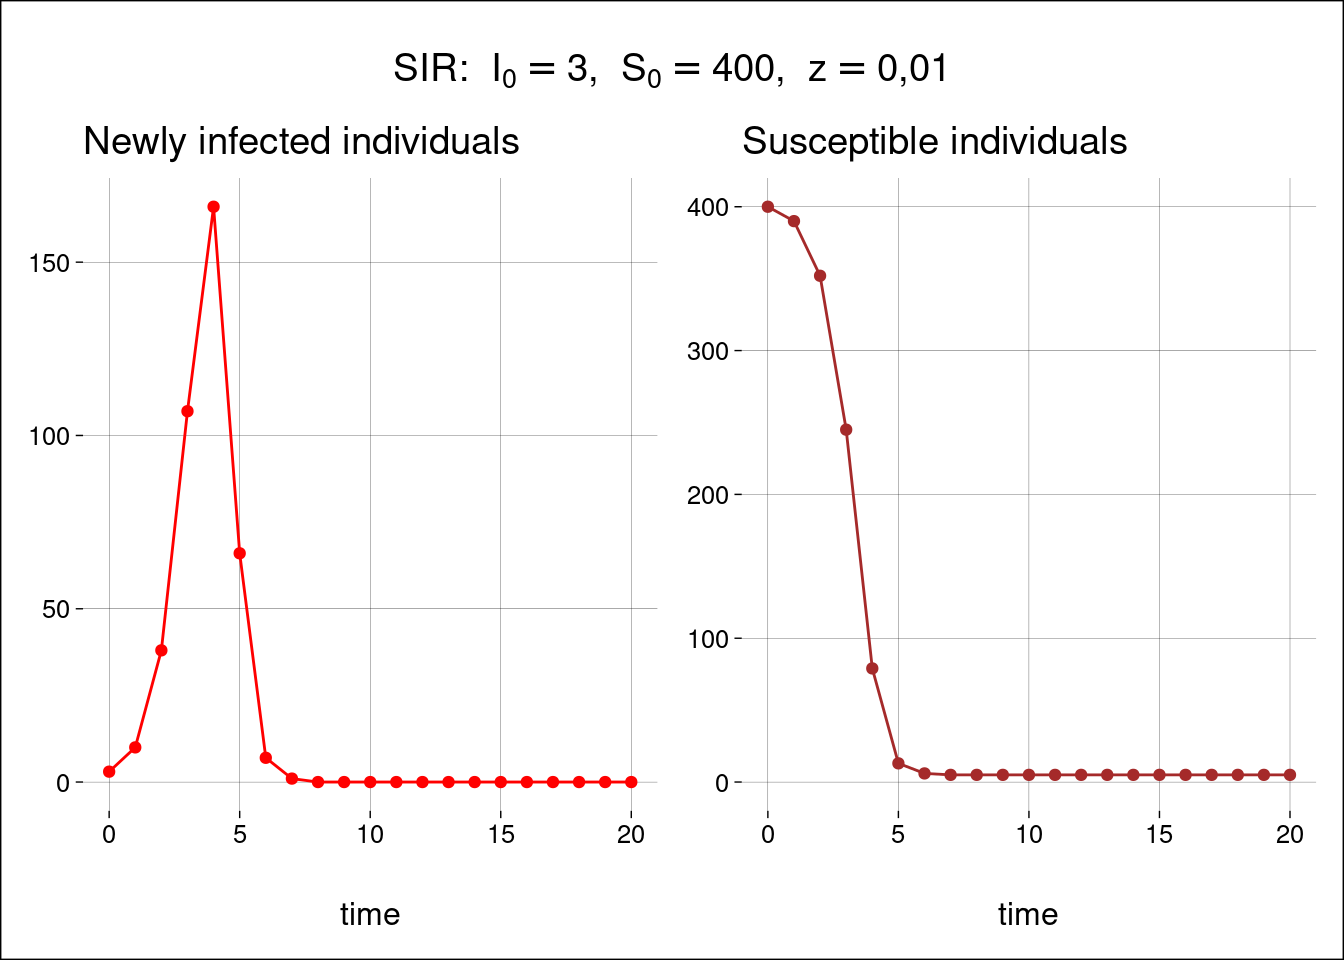 SIR: I₀ = 3, S₀ = 400, z = 0,01
Newly infected individuals
150
100
50
0
0 5 10 15 20
time
Susceptible individuals
400
300
200
100
0
0 5 10 15 20
time